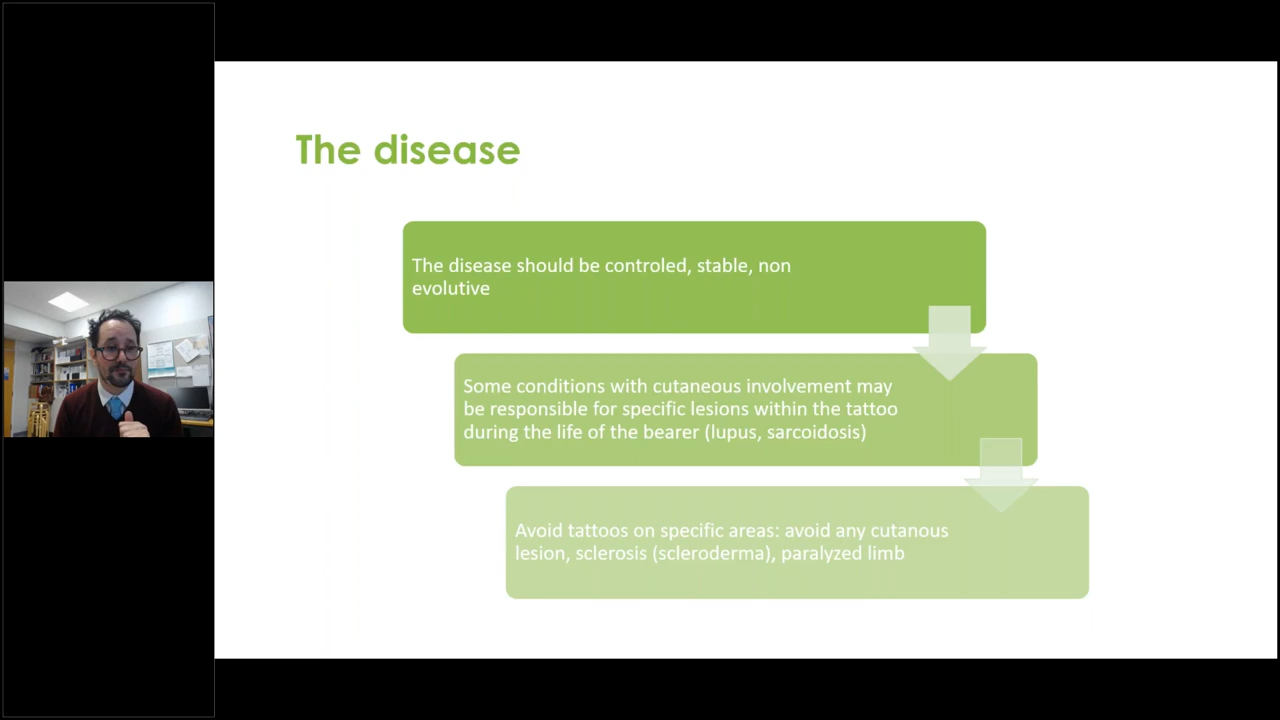 The disease
The disease should be controled, stable, non
evolutive
Some conditions with cutaneous involvement may
be responsible for specific lesions within the tattoo
during the life of the bearer (lupus, sarcoidosis)
Avoid tattoos on specific areas: avoid any cutanous
lesion, sclerosis (scleroderma), paralyzed limb